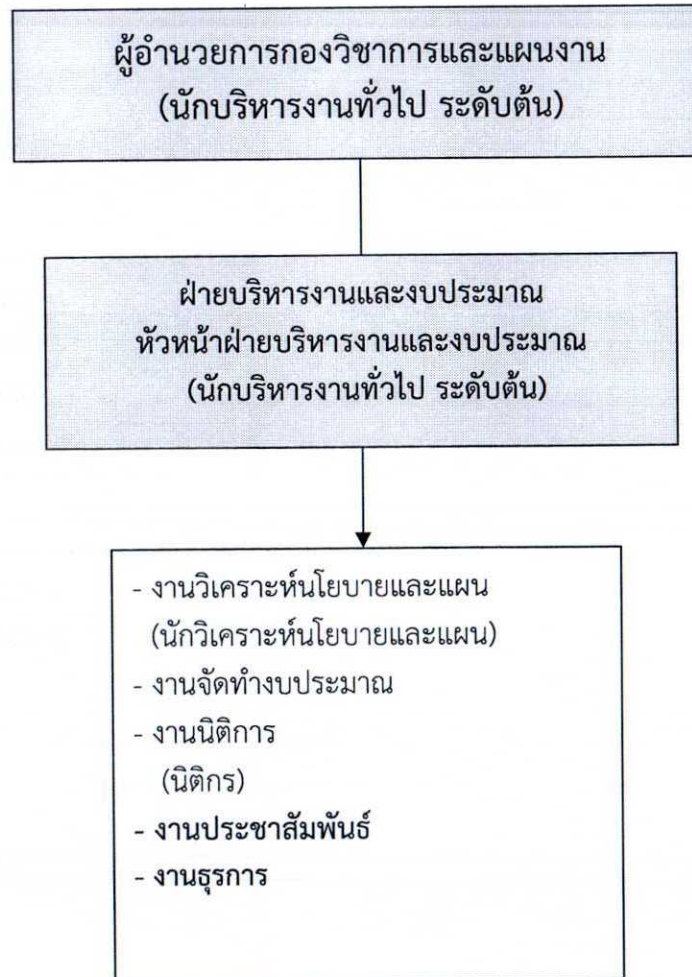 ผู้อำนวยการกองวิชาการและแผนงาน
(นักบริหารงานทั่วไป ระดับต้น)
ฝ่ายบริหารงานและงบประมาณ
หัวหน้าฝ่ายบริหารงานและงบประมาณ
(นักบริหารงานทั่วไป ระดับต้น)
- งานวิเคราะห์นโยบายและแผน
(นักวิเคราะห์นโยบายและแผน)
- งานจัดทำงบประมาณ
- งานนิติการ
(นิติกร)
- งานประชาสัมพันธ์
- งานธุรการ